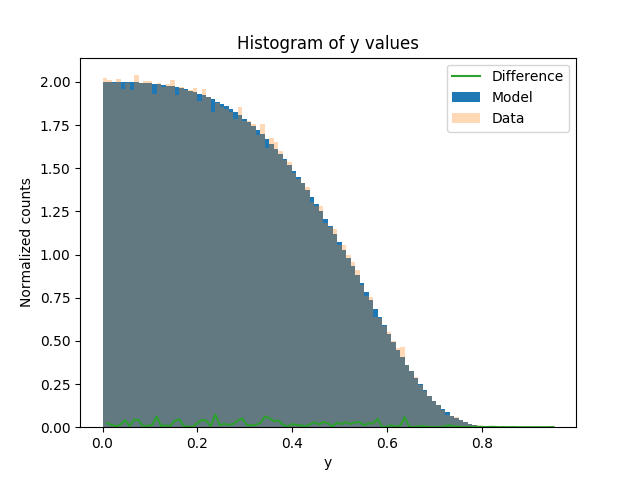 Histogram of y values
Difference
Model
Data
2.00
1.75
1.50
1.25
1.00
0.75
0.50
0.25
0.00
Normalized counts
0.0 0.2 0.4 0.6 0.8
y